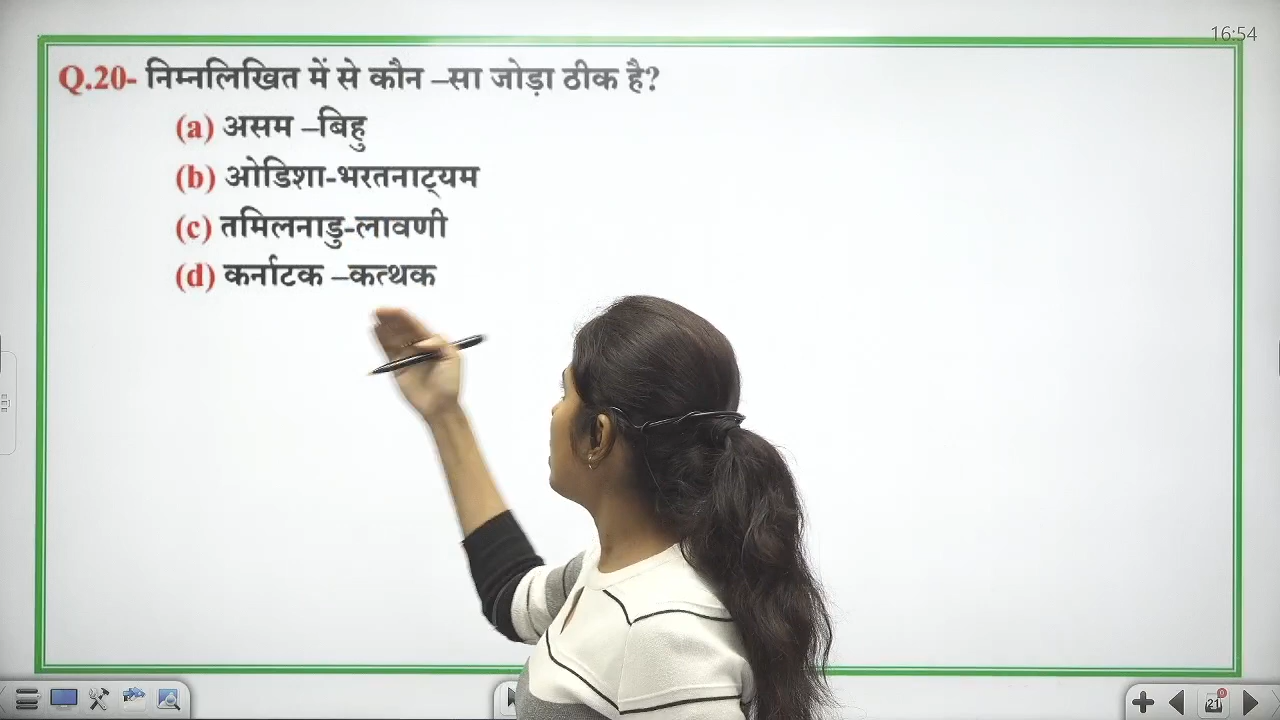 16:54
Q.20- निम्नलिखित में से कौन –सा जोड़ा ठीक है?
(a) असम –बिहु
(b) ओडिशा-भरतनाट्यम
(c) तमिलनाडु-लावणी
(d) कर्नाटक –कत्थक
21